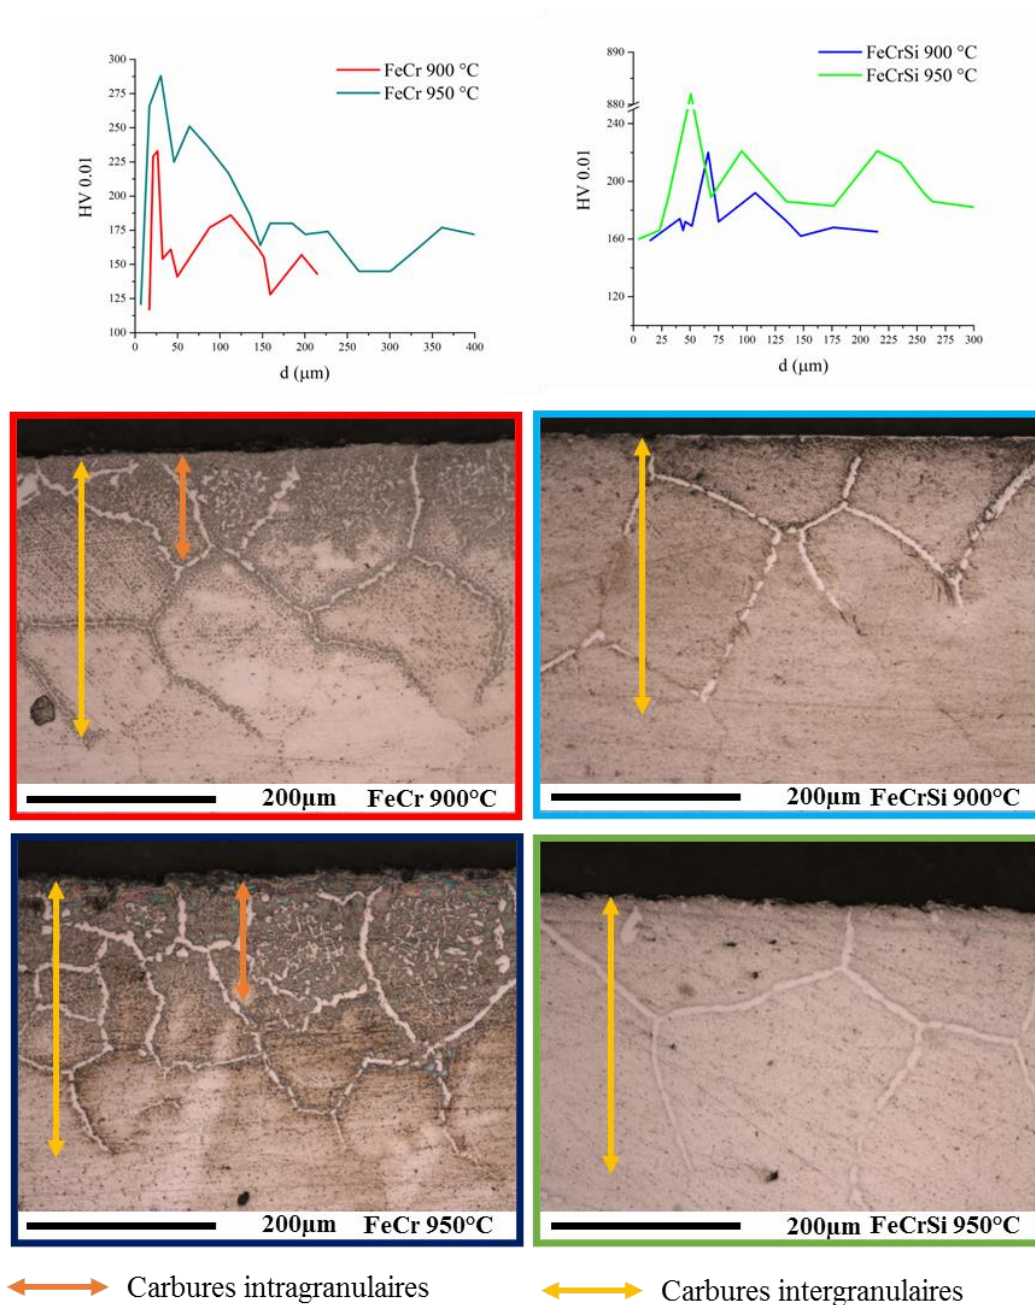 FeCr 900 °C
FeCr 950 °C
HV 0.01
300
275
250
225
200
175
150
125
100
0 50 100 150 200 250 300 350 400
d (µm)
FeCrSi 900 °C
FeCrSi 950 °C
HV 0.01
890
880
240
200
160
120
0 25 50 75 100 125 150 175 200 225 250 275 300
d (µm)
200µm FeCr 900°C
200µm FeCrSi 900°C
200µm FeCr 950°C
200µm FeCrSi 950°C
Carbures intragranulaires
Carbures intergranulaires